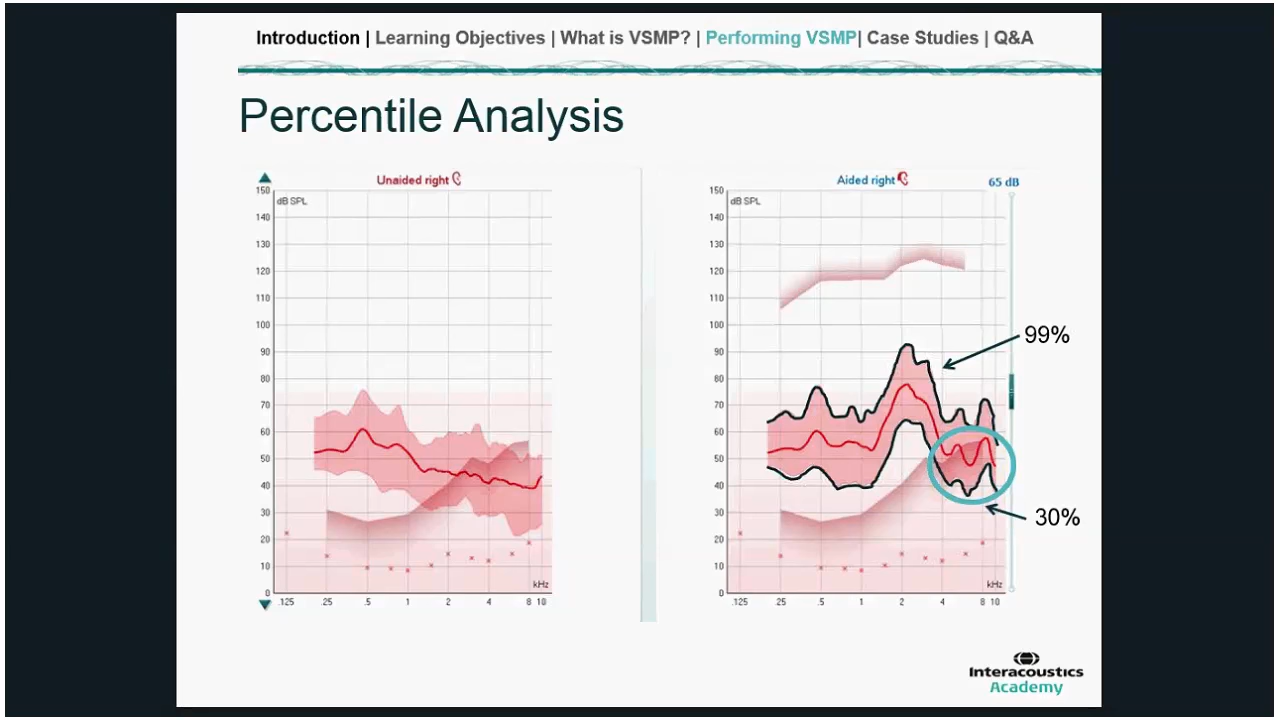 Introduction | Learning Objectives | What is VSMP? | Performing VSMP| Case Studies | Q&A
Percentile Analysis
Unaided right
150
dB SPL
140
130
120
110
100
90
80
70
60
50
40
30
20
10
0
kHz
.125 .25 .5 1 2 4 8 10
Aided right
65 dB
150
dB SPL
140
130
120
110
100
90
80
70
60
50
40
30
20
10
0
kHz
.125 .25 .5 1 2 4 8 10
99%
30%
Interacoustics
Academy